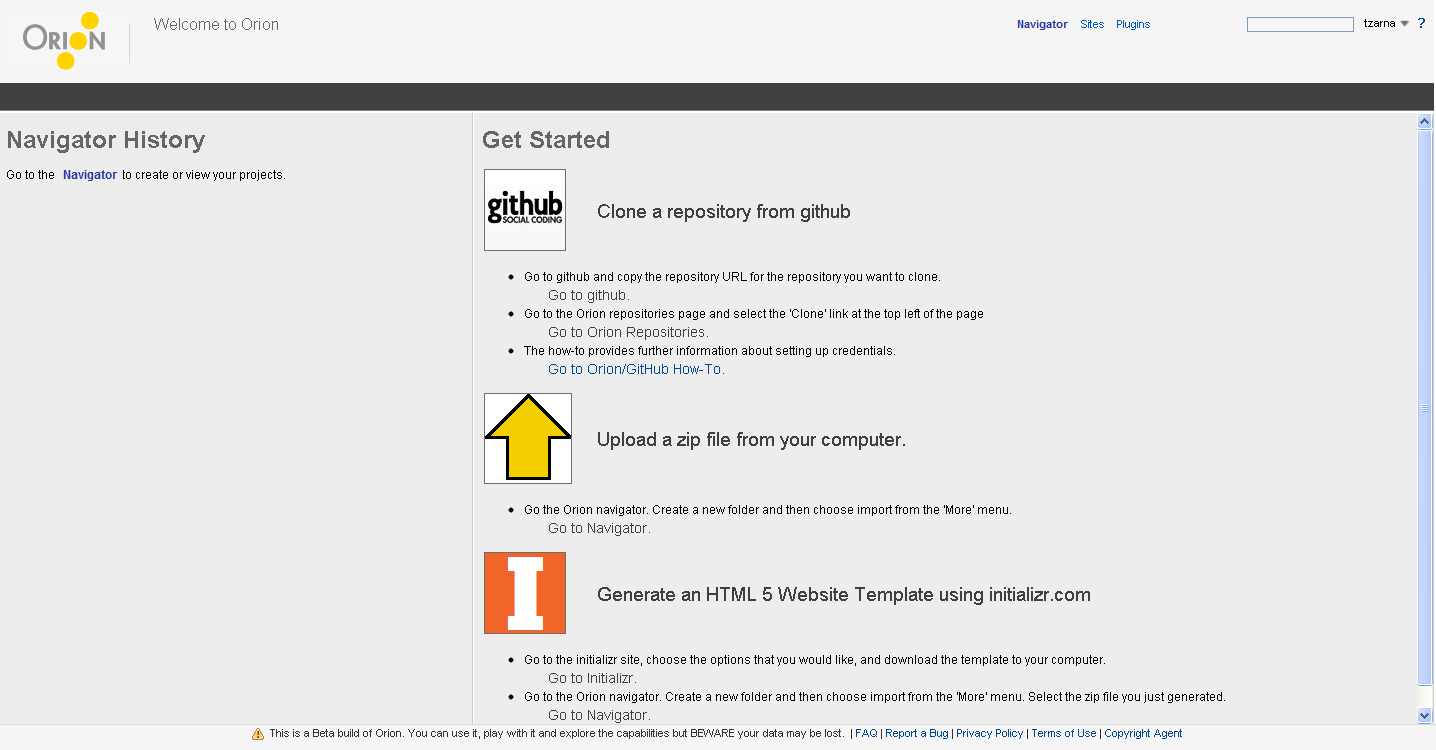 ORION
Welcome to Orion
Navigator Sites Plugins
tzarna ?
Navigator History
Go to the Navigator to create or view your projects.
Get Started
github
SOCIAL CODING
Clone a repository from github
Go to github and copy the repository URL for the repository you want to clone.
Go to github.
Go to the Orion repositories page and select the 'Clone' link at the top left of the page
Go to Orion Repositories.
The how-to provides further information about setting up credentials.
Go to Orion/GitHub How-To.
Upload a zip file from your computer.
Go the Orion navigator. Create a new folder and then choose import from the 'More' menu.
Go to Navigator.
I
Generate an HTML 5 Website Template using initializr.com
Go to the initializr site, choose the options that you would like, and download the template to your computer.
Go to Initializr.
Go to the Orion navigator. Create a new folder and then choose import from the 'More' menu. Select the zip file you just generated.
Go to Navigator.
This is a Beta build of Orion. You can use it, play with it and explore the capabilities but BEWARE your data may be lost. | FAQ | Report a Bug | Privacy Policy | Terms of Use | Copyright Agent